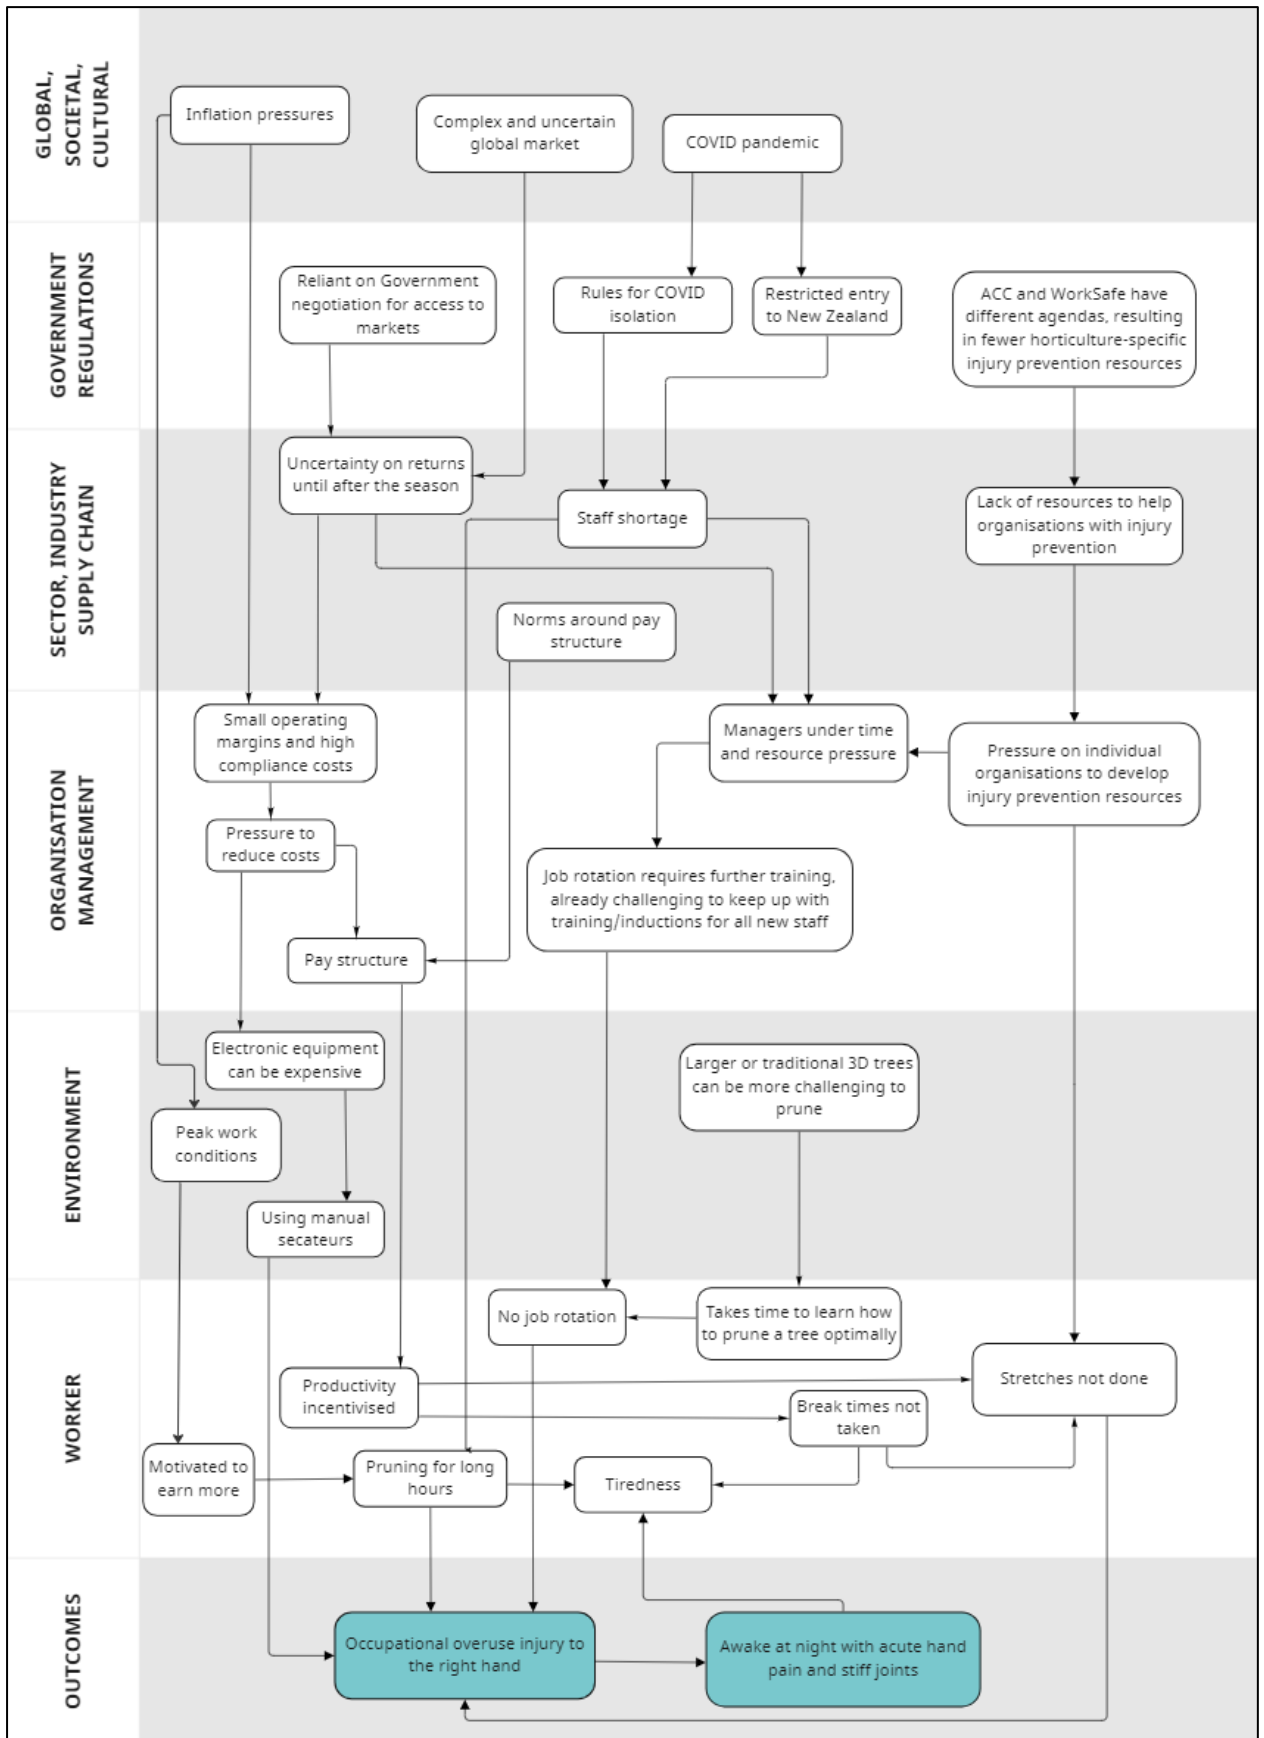 GLOBAL,
SOCIETAL,
CULTURAL
Inflation pressures
Complex and uncertain
global market
COVID pandemic
GOVERNMENT
REGULATIONS
Reliant on Government
negotiation for access to
markets
Rules for COVID
isolation
Restricted entry
to New Zealand
ACC and WorkSafe have
different agendas, resulting
in fewer horticulture-specific
injury prevention resources
SECTOR, INDUSTRY
SUPPLY CHAIN
Uncertainty on returns
until after the season
Staff shortage
Lack of resources to help
organisations with injury
prevention
Norms around pay
structure
ORGANISATION
MANAGEMENT
Small operating
margins and high
compliance costs
Managers under time
and resource pressure
Pressure on individual
organisations to develop
injury prevention resources
Pressure to
reduce costs
Job rotation requires further training,
already challenging to keep up with
training/inductions for all new staff
Pay structure
ENVIRONMENT
Electronic equipment
can be expensive
Larger or traditional 3D trees
can be more challenging to
prune
Peak work
conditions
Using manual
secateurs
WORKER
No job rotation
Takes time to learn how
to prune a tree optimally
Stretches not done
Productivity
incentivised
Break times not
taken
Motivated to
earn more
Pruning for long
hours
Tiredness
OUTCOMES
Occupational overuse injury to
the right hand
Awake at night with acute hand
pain and stiff joints